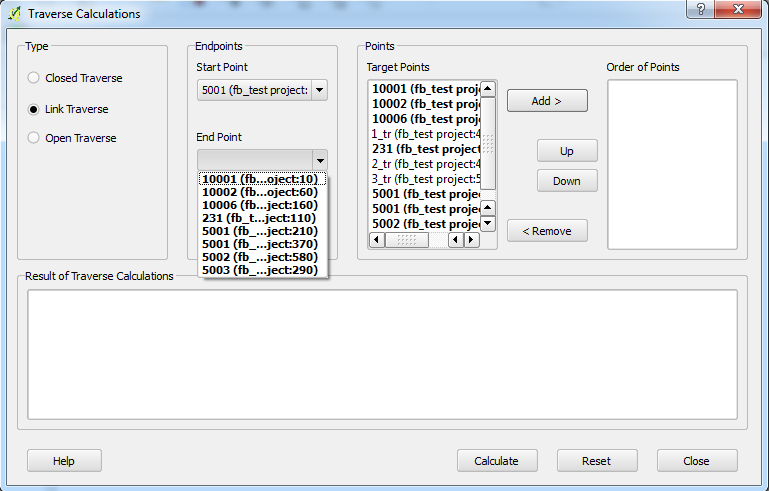 Traverse Calculations
Type
Closed Traverse
Link Traverse
Open Traverse
Endpoints
Start Point
5001 (fb_test project:
End Point
10001 (fb...oject:10)
10002 (fb...oject:60)
10006 (fb...ject:160)
231 (fb_t...ject:110)
5001 (fb_...ject:210)
5001 (fb_...ject:370)
5002 (fb_...ject:580)
5003 (fb_...ject:290)
Points
Target Points
10001 (fb_test proj
10002 (fb_test proj
10006 (fb_test proj
1_tr (fb_test project:4
231 (fb_test projec
2_tr (fb_test project:4
3_tr (fb_test project:5
5001 (fb_test proje
5001 (fb_test proje
5002 (fb_test proje
Add >
Up
Down
< Remove
Order of Points
Result of Traverse Calculations
Help
Calculate
Reset
Close